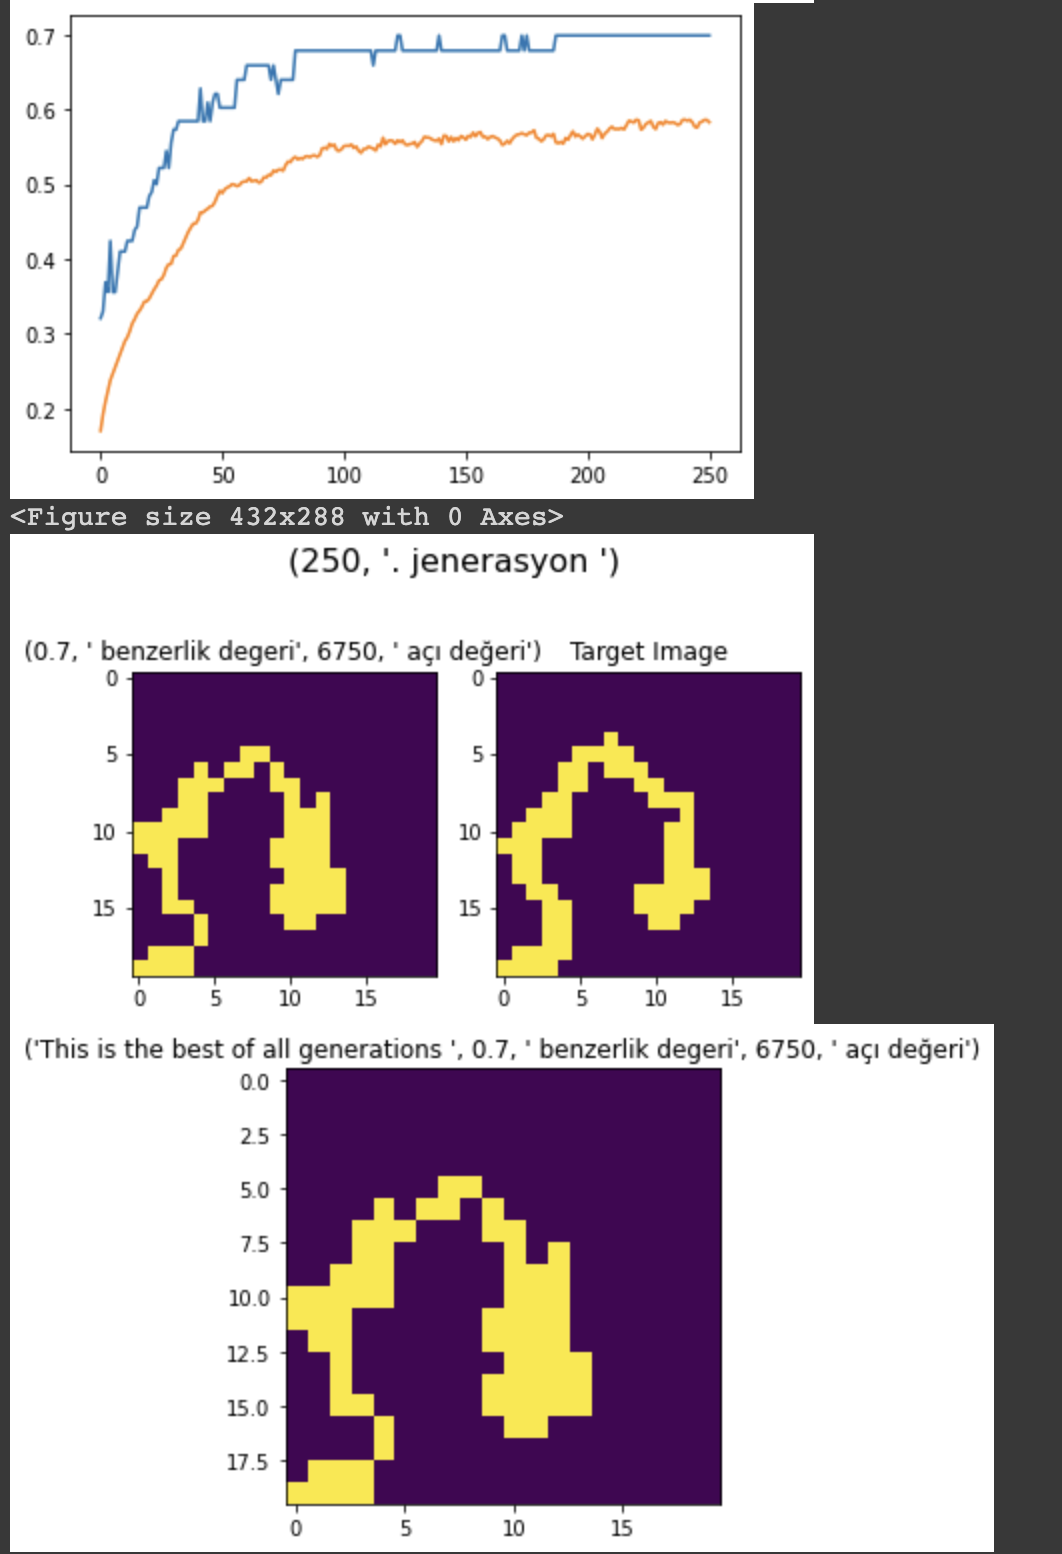 0.7
0.6
0.5
0.4
0.3
0.2
0 50 100 150 200 250
<Figure size 432x288 with 0 Axes>
(250, '. jenerasyon ')
(0.7, ' benzerlik degeri', 6750, ' açı değeri') Target Image
0 0
5 5
10 10
15 15
0 5 10 15 0 5 10 15
('This is the best of all generations ', 0.7, ' benzerlik degeri', 6750, ' açı değeri')
0.0
2.5
5.0
7.5
10.0
12.5
15.0
17.5
0 5 10 15